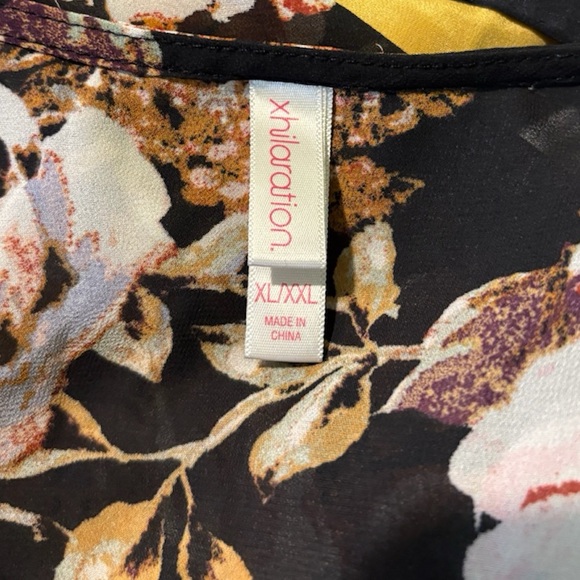 xhilaration.
XL/XXL
MADE IN
CHINA